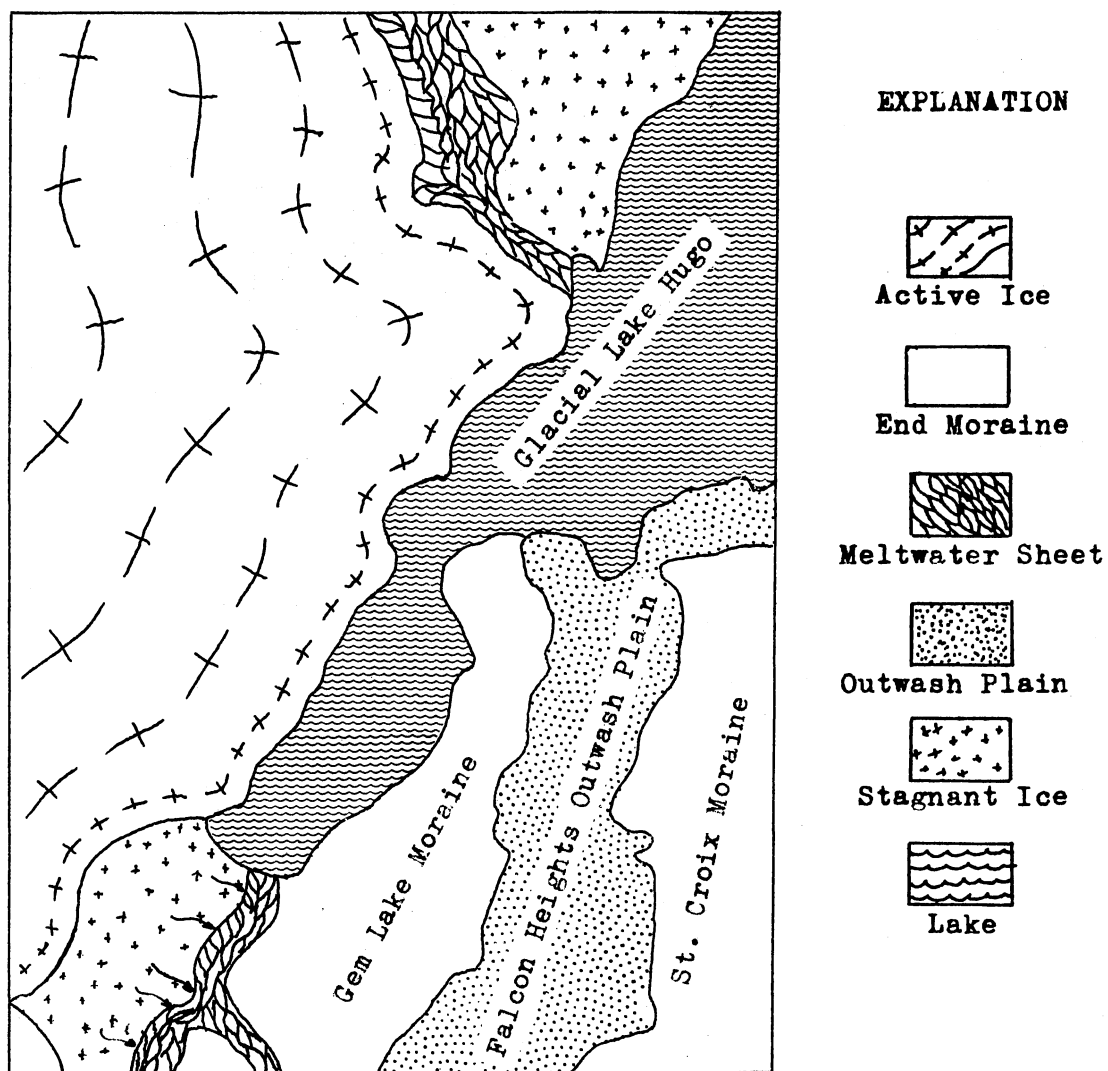 EXPLANATION
Active Ice
End Moraine
Meltwater Sheet
Outwash Plain
Stagnant Ice
Lake
Glacial Lake Hugo
Gem Lake Moraine
Falcon Heights Outwash Plain
St. Croix Moraine